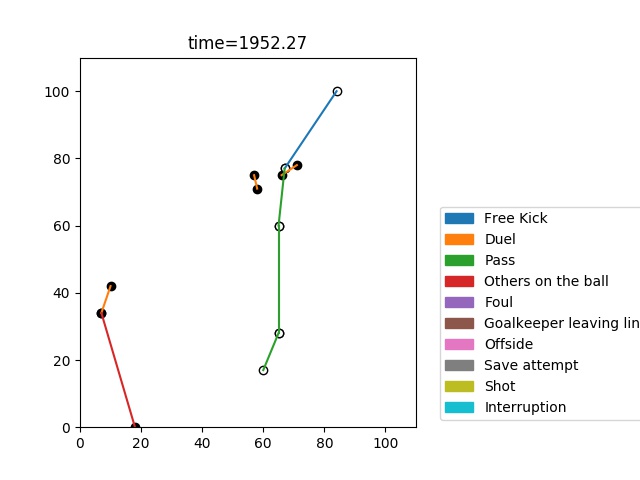 time=1952.27
100
80
60
40
20
0
0 20 40 60 80 100
Free Kick
Duel
Pass
Others on the ball
Foul
Goalkeeper leaving lin
Offside
Save attempt
Shot
Interruption